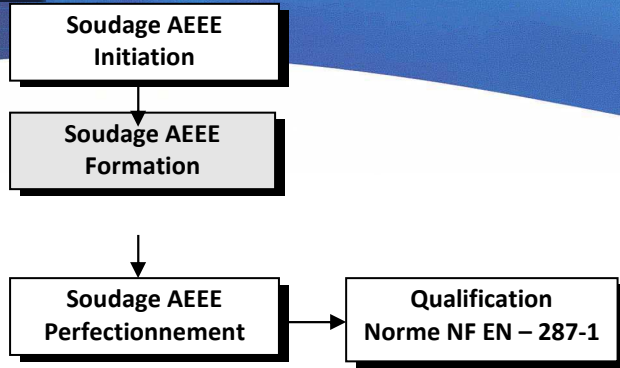 Soudage AEEE
Initiation
Soudage AEEE
Formation
Soudage AEEE
Perfectionnement
Qualification
Norme NF EN – 287-1